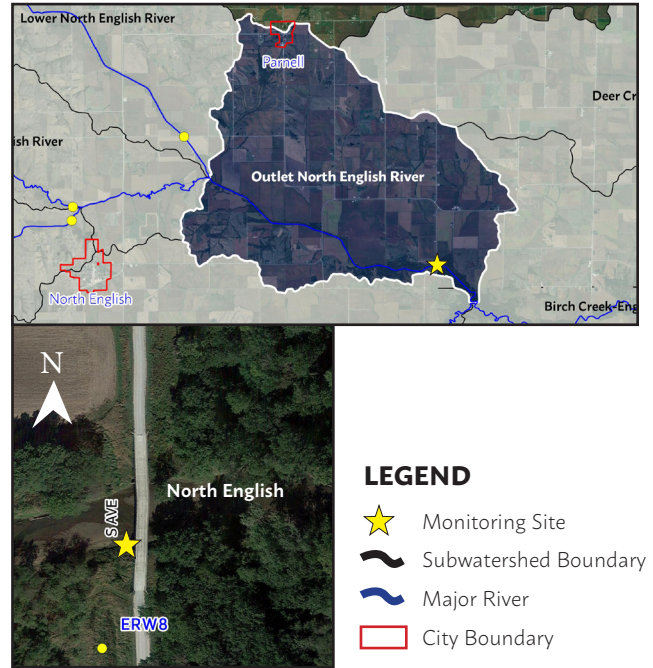 Lower North English River
Parnell
Deer Cr
ish River
Outlet North English River
North English
Birch Creek-Eng
N
S AVE
North English
ERW8
LEGEND
Monitoring Site
Subwatershed Boundary
Major River
City Boundary